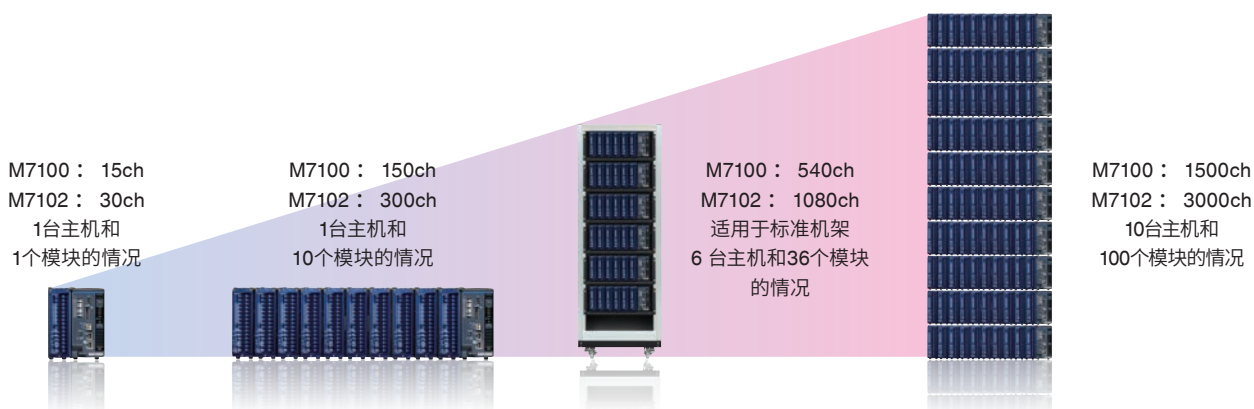 M7100： 15ch
M7102： 30ch
1台主机和
1个模块的情况
M7100： 150ch
M7102： 300ch
1台主机和
10个模块的情况
M7100： 540ch
M7102： 1080ch
适用于标准机架
6 台主机和36个模块
的情况
M7100： 1500ch
M7102： 3000ch
10台主机和
100个模块的情况